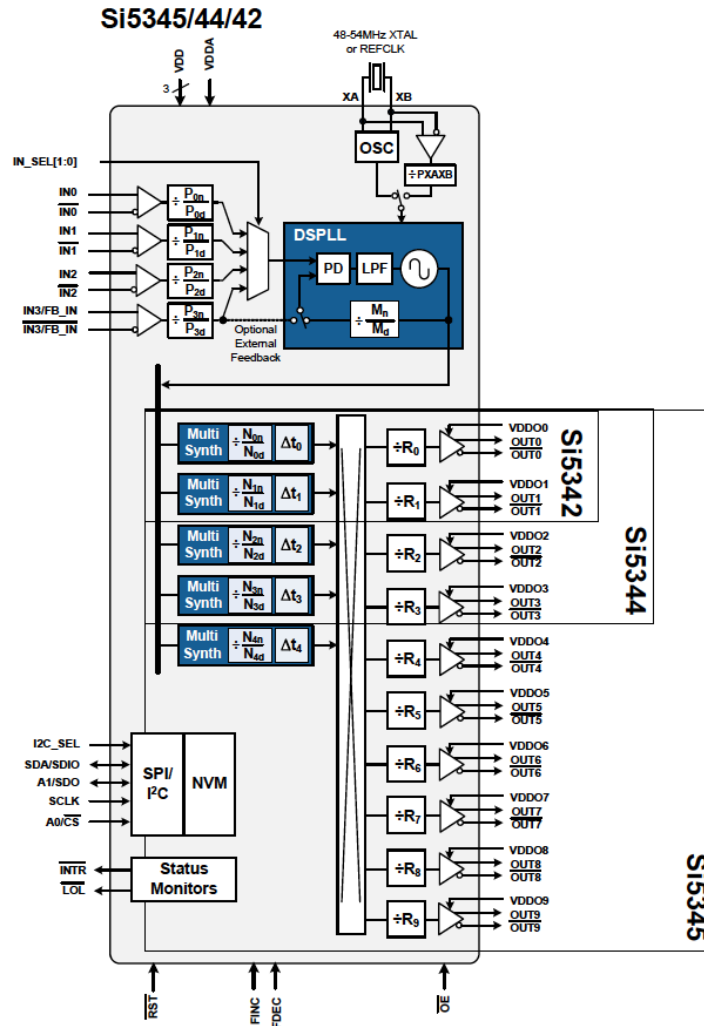 Si5345/44/42
48-54MHz XTAL
or REFCLK
VDD
VDDA
3
XA
XB
OSC
÷PXAXB
IN_SEL[1:0]
IN0
IN0
÷ P0n
P0d
IN1
IN1
÷ P1n
P1d
IN2
IN2
÷ P2n
P2d
IN3/FB_IN
IN3/FB_IN
÷ P3n
P3d
DSPLL
PD
LPF
÷ Mn
Md
Optional
External
Feedback
Multi
Synth
÷ N0n
N0d
Δt0
÷R0
VDDO0
OUT0
OUT0
Multi
Synth
÷ N1n
N1d
Δt1
÷R1
VDDO1
OUT1
OUT1
Si5342
Multi
Synth
÷ N2n
N2d
Δt2
÷R2
VDDO2
OUT2
OUT2
Multi
Synth
÷ N3n
N3d
Δt3
÷R3
VDDO3
OUT3
OUT3
Si5344
Multi
Synth
÷ N4n
N4d
Δt4
÷R4
VDDO4
OUT4
OUT4
÷R5
VDDO5
OUT5
OUT5
÷R6
VDDO6
OUT6
OUT6
÷R7
VDDO7
OUT7
OUT7
÷R8
VDDO8
OUT8
OUT8
÷R9
VDDO9
OUT9
OUT9
Si5345
I2C_SEL
SDA/SDIO
A1/SDO
SCLK
A0/CS
SPI/
I2C
NVM
INTR
LOL
Status
Monitors
RST
FINC
FDEC
OE